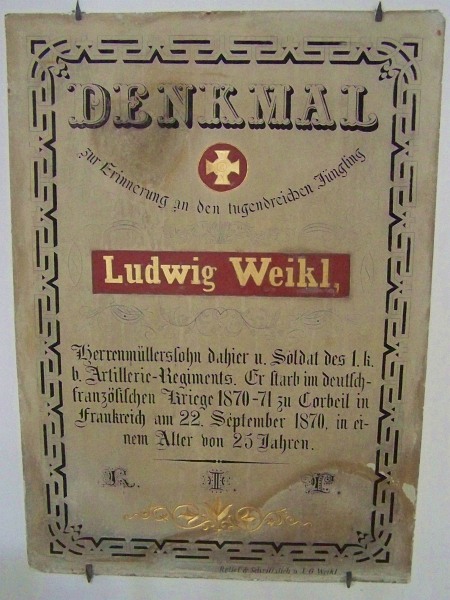 DENKMAL
zur Erinnerung an den tugendreichen Jüngling
Ludwig Weikl,
Herrenmüllerssohn dahier u. Soldat des 1. k.
b. Artillerie-Regiments. Er starb im deutsch-
französischen Kriege 1870-71 zu Corbeil in
Frankreich am 22. September 1870, in ei-
nem Alter von 25 Jahren.
R. I. P.